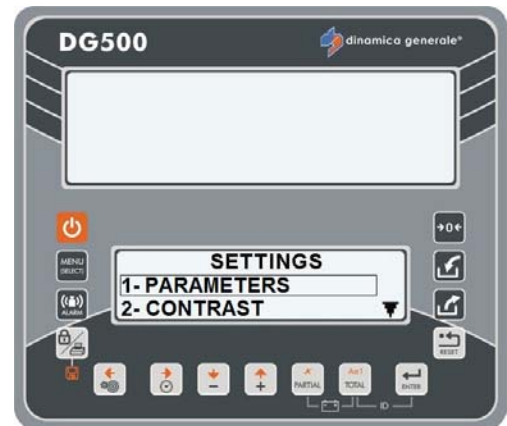 DG500
dinamica generale®
→0←
MENU
(SELECT)
SETTINGS
1- PARAMETERS
2- CONTRAST
ALARM
RESET
PARTIAL
TOTAL
ENTER
ID